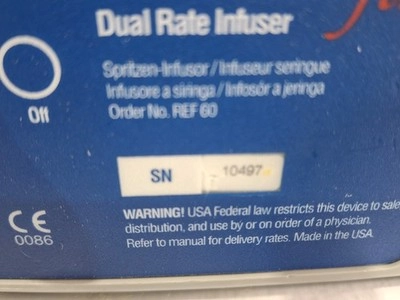 Dual Rate Infuser
Spritzen-Infusor / Infuseur seringue
Infusore a siringa / Infosór a jeringa
Order No. REF 60
Off
SN 10497
CE
0086
WARNING! USA Federal law restricts this device to sale
distribution, and use by or on order of a physician.
Refer to manual for delivery rates. Made in the USA.